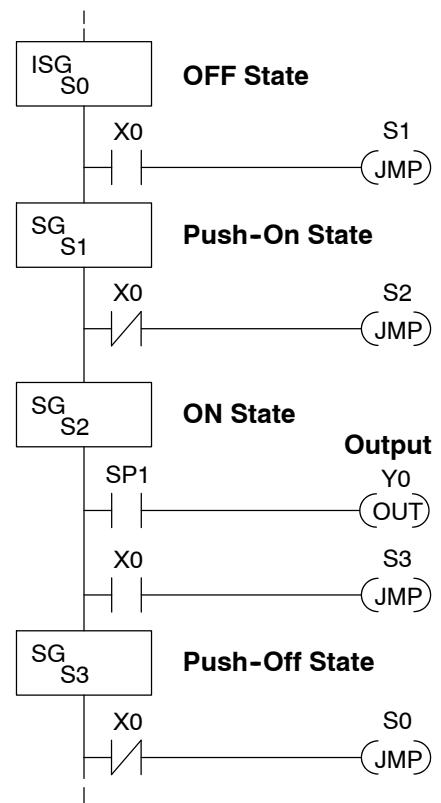 ISG
S0
OFF State
X0
S1
JMP
SG
S1
Push-On State
X0
S2
JMP
SG
S2
ON State
Output
SP1
Y0
OUT
X0
S3
JMP
SG
S3
Push-Off State
X0
S0
JMP